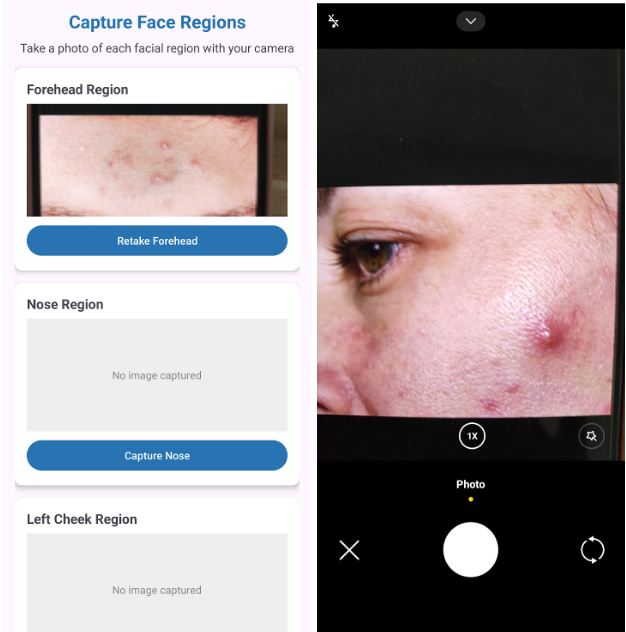 Capture Face Regions
Take a photo of each facial region with your camera
Forehead Region
Retake Forehead
Nose Region
No image captured
Capture Nose
Left Cheek Region
No image captured
1X
Photo